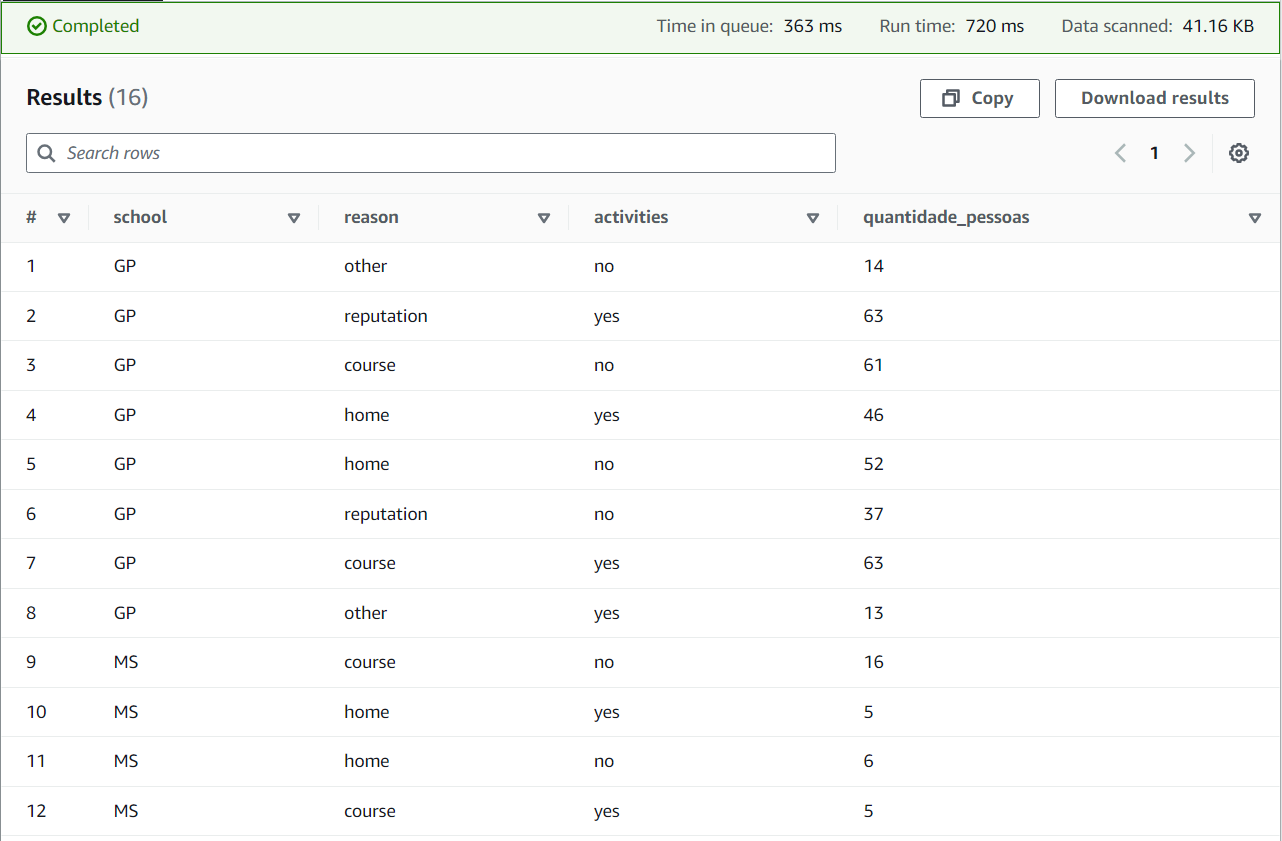 Completed Time in queue: 363 ms Run time: 720 ms Data scanned: 41.16 KB
Results (16) Copy Download results
Search rows 1
# school reason activities quantidade_pessoas
1 GP other no 14
2 GP reputation yes 63
3 GP course no 61
4 GP home yes 46
5 GP home no 52
6 GP reputation no 37
7 GP course yes 63
8 GP other yes 13
9 MS course no 16
10 MS home yes 5
11 MS home no 6
12 MS course yes 5